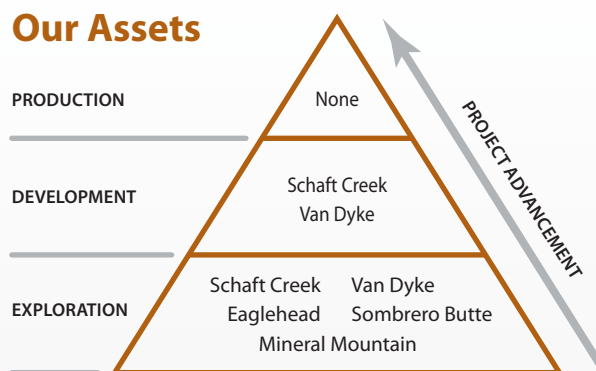 Our Assets
PRODUCTION
None
PROJECT ADVANCEMENT
DEVELOPMENT
Schaft Creek
Van Dyke
EXPLORATION
Schaft Creek Van Dyke
Eaglehead Sombrero Butte
Mineral Mountain